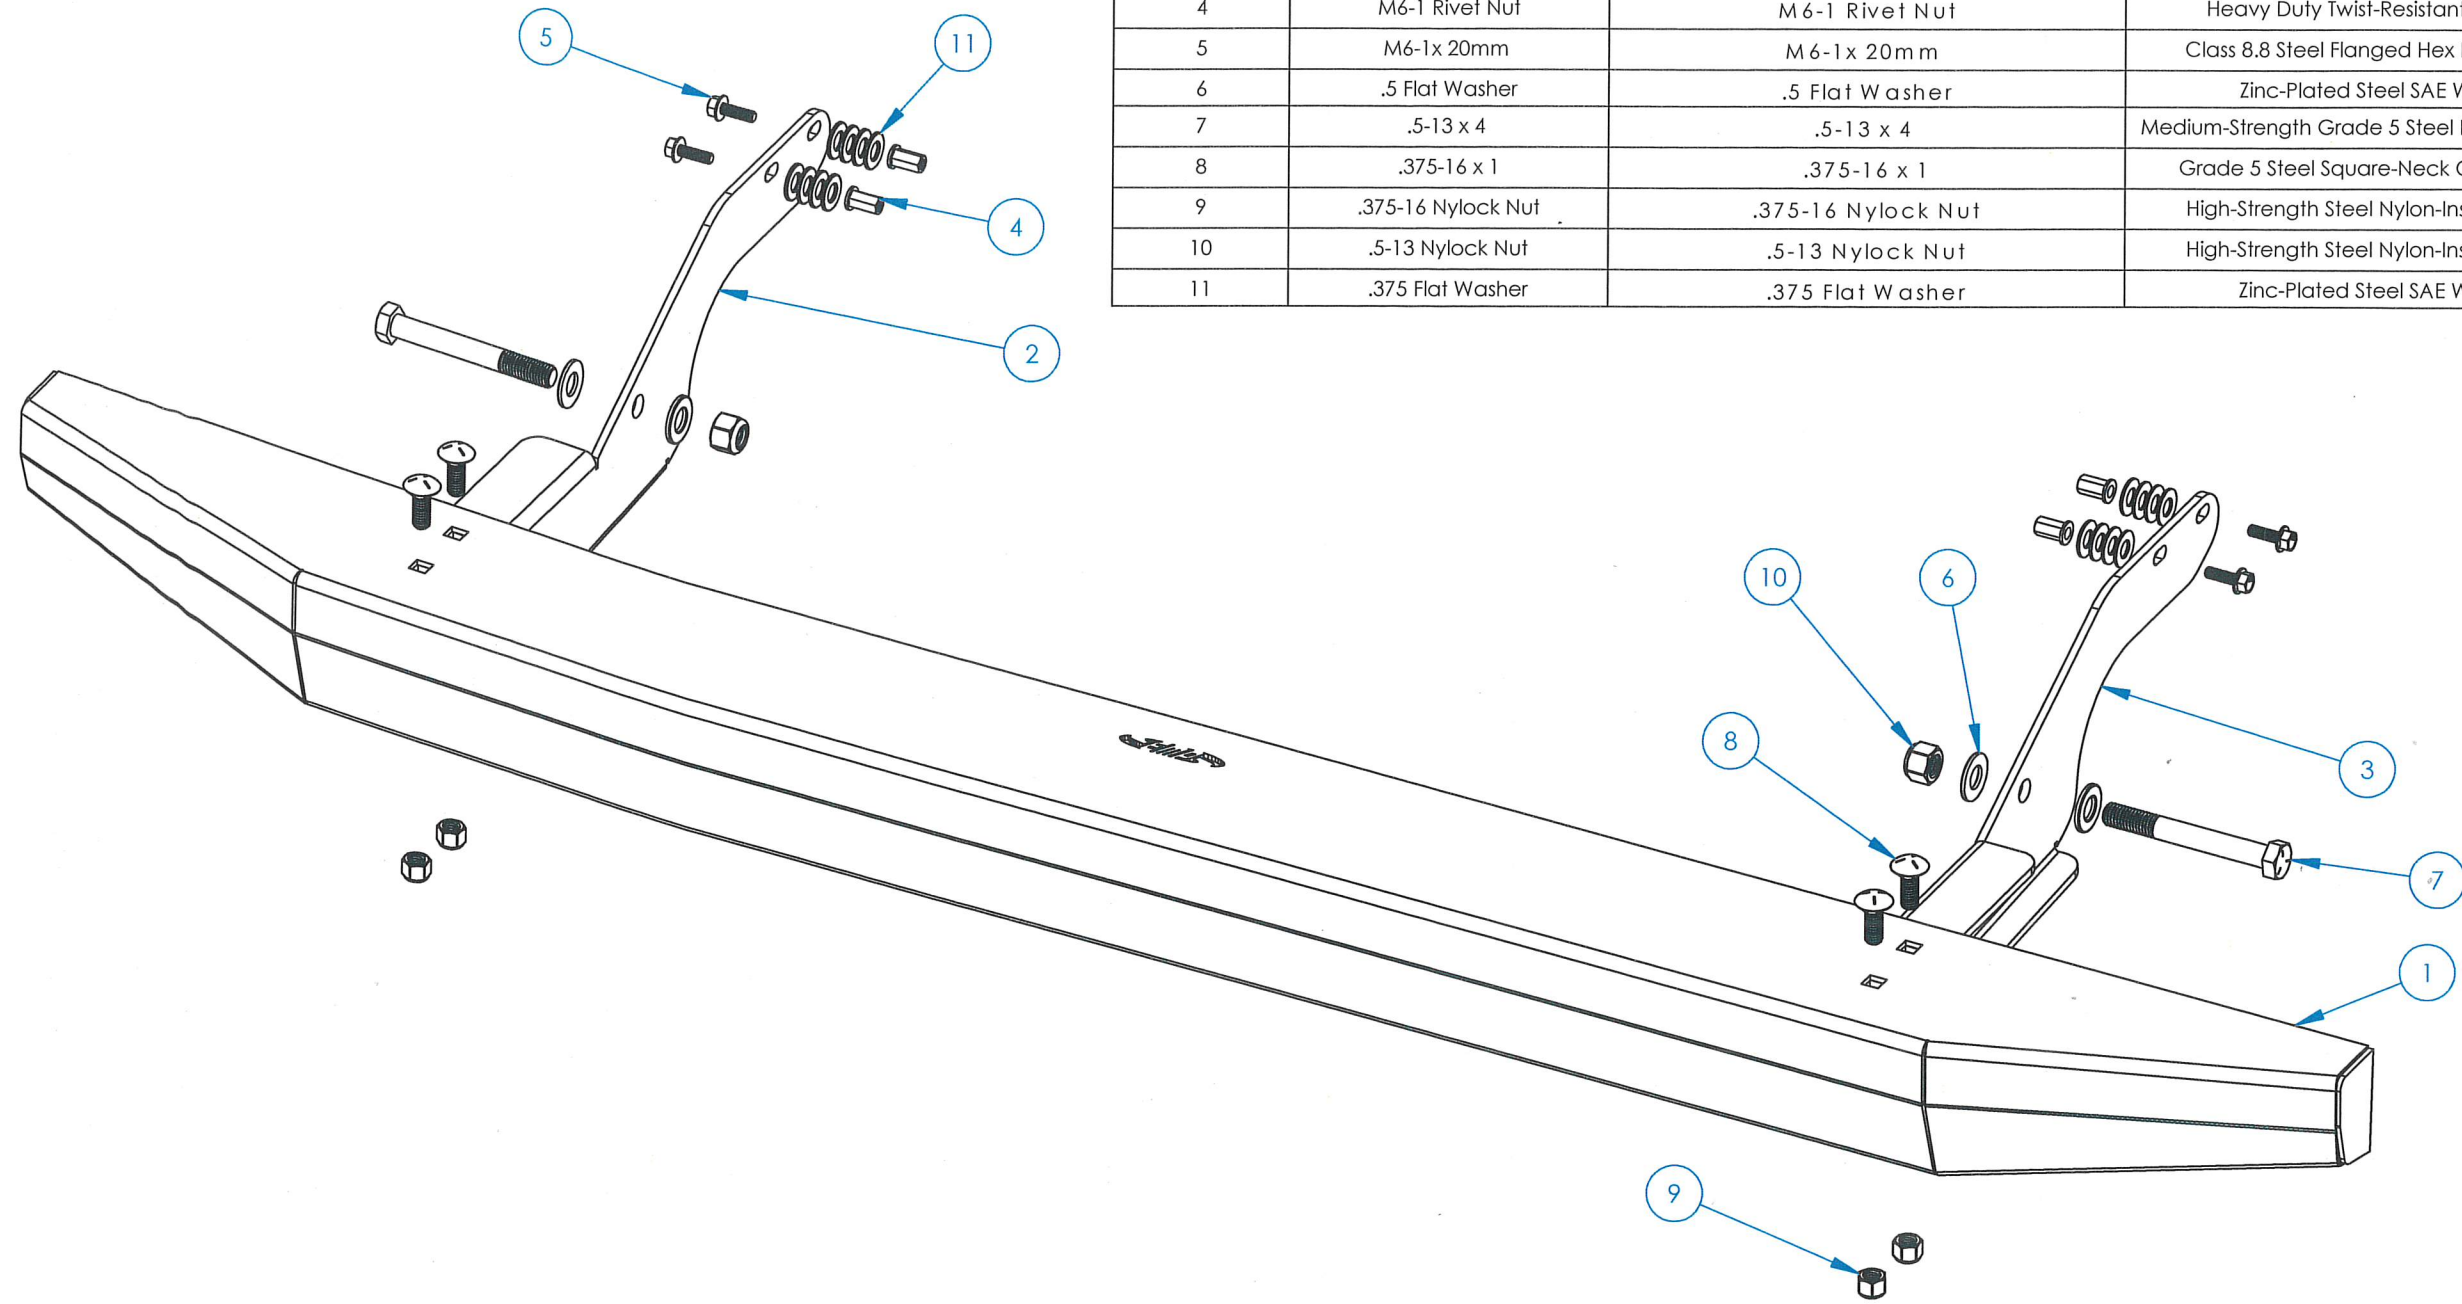 4 M6-1 Rivet Nut M6-1 Rivet Nut Heavy Duty Twist-Resistant
5 M6-1x 20mm M6-1x 20mm Class 8.8 Steel Flanged Hex
6 .5 Flat Washer .5 Flat Washer Zinc-Plated Steel SAE
7 .5-13 x 4 .5-13 x 4 Medium-Strength Grade 5 Steel
8 .375-16 x 1 .375-16 x 1 Grade 5 Steel Square-Neck
9 .375-16 Nylock Nut .375-16 Nylock Nut High-Strength Steel Nylon-Ins
10 .5-13 Nylock Nut .5-13 Nylock Nut High-Strength Steel Nylon-Ins
11 .375 Flat Washer .375 Flat Washer Zinc-Plated Steel SAE
5
11
4
2
10
6
8
3
7
1
9